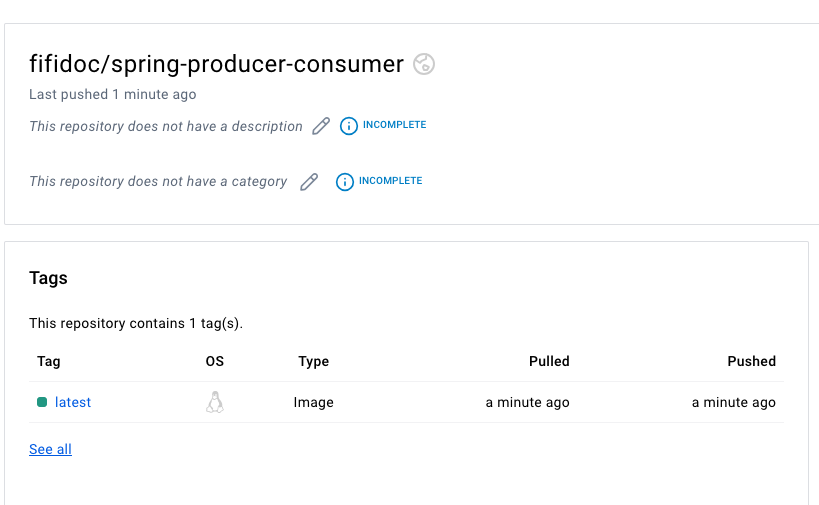 fifidoc/spring-producer-consumer
Last pushed 1 minute ago
This repository does not have a description INCOMPLETE
This repository does not have a category INCOMPLETE
Tags
This repository contains 1 tag(s).
Tag OS Type Pulled Pushed
latest Image a minute ago a minute ago
See all